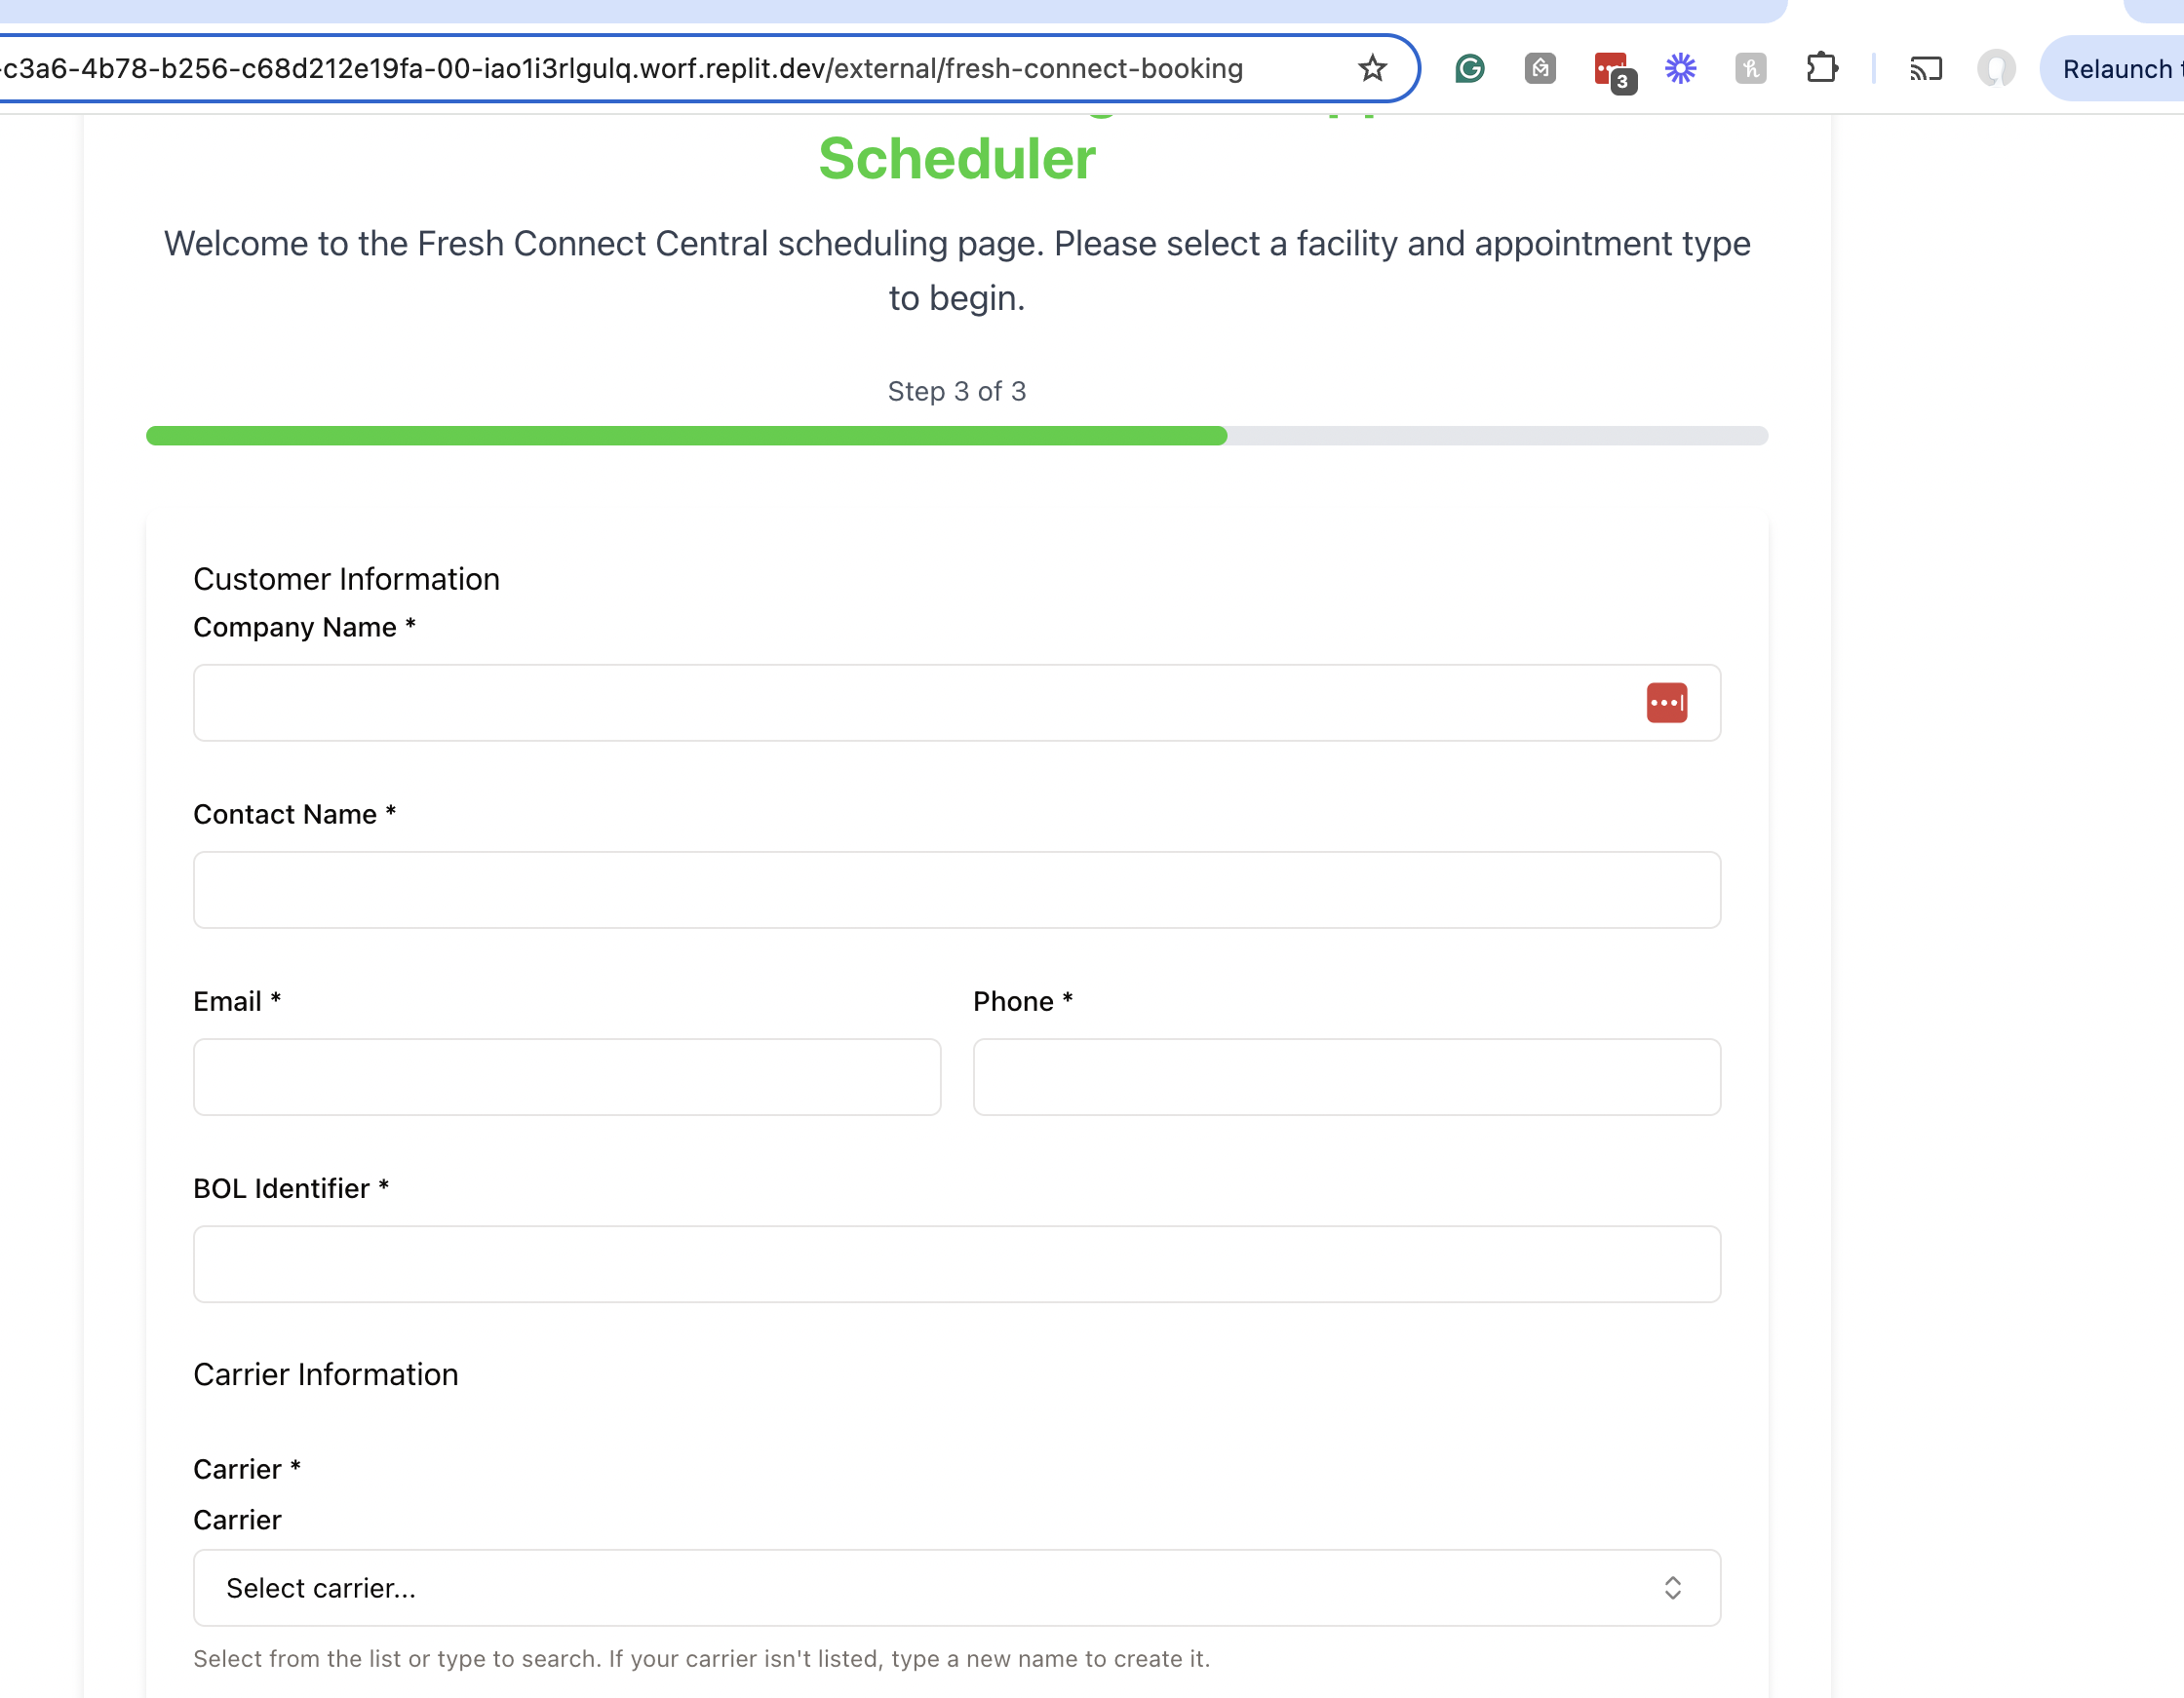 -c3a6-4b78-b256-c68d212e19fa-00-iao1i3rlgulq.worf.replit.dev/external/fresh-connect-booking
3
Relaunch
Scheduler
Welcome to the Fresh Connect Central scheduling page. Please select a facility and appointment type
to begin.
Step 3 of 3
Customer Information
Company Name *
Contact Name *
Email *
Phone *
BOL Identifier *
Carrier Information
Carrier *
Carrier
Select carrier...
Select from the list or type to search. If your carrier isn't listed, type a new name to create it.